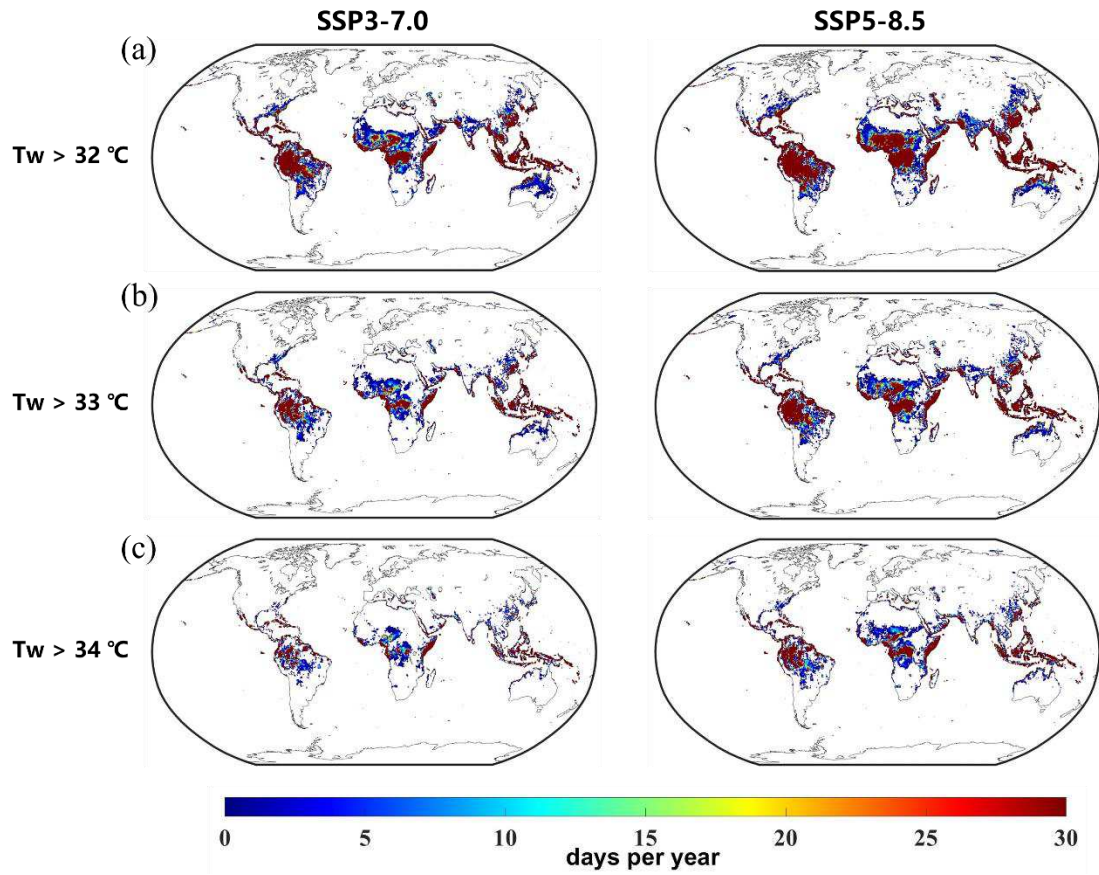 SSP3-7.0
SSP5-8.5
(a)
Tw > 32 ℃
(b)
Tw > 33 ℃
(c)
Tw > 34 ℃
0 5 10 15 20 25 30
days per year